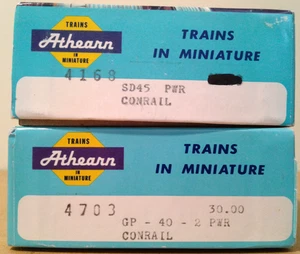 TRAINS
Athearn
IN
MINIATURE
TRAINS
IN MINIATURE
4168
SD45 PWR
CONRAIL
TRAINS
Athearn
IN
MINIATURE
TRAINS
IN MINIATURE
4703 30.00
GP - 40 - 2 PWR
CONRAIL